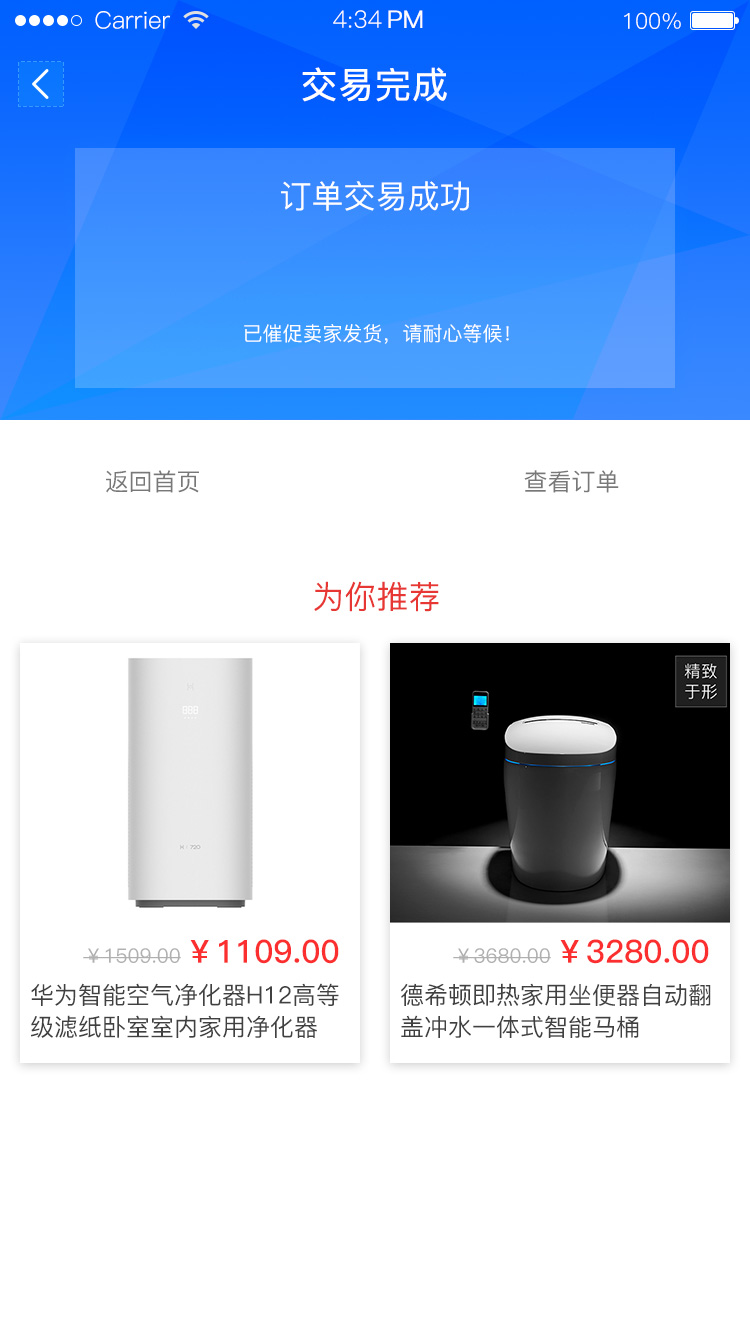 Carrier 4:34 PM 100%
交易完成
订单交易成功
已催促卖家发货，请耐心等候！
返回首页 查看订单
为你推荐
精致
于形
￥1509.00 ￥1109.00
￥3680.00 ￥3280.00
华为智能空气净化器H12高等
级滤纸卧室室内家用净化器
德希顿即热家用坐便器自动翻
盖冲水一体式智能马桶